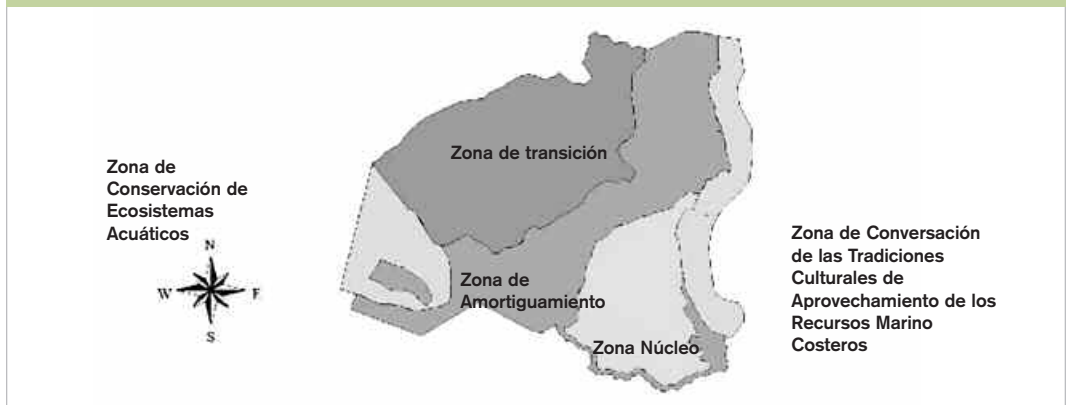 Zona de transición
Zona de
Conservación de
Ecosistemas
Acuáticos
N
W
E
S
Zona de
Amortiguamiento
Zona Núcleo
Zona de Conversación
de las Tradiciones
Culturales de
Aprovechamiento de los
Recursos Marino
Costeros